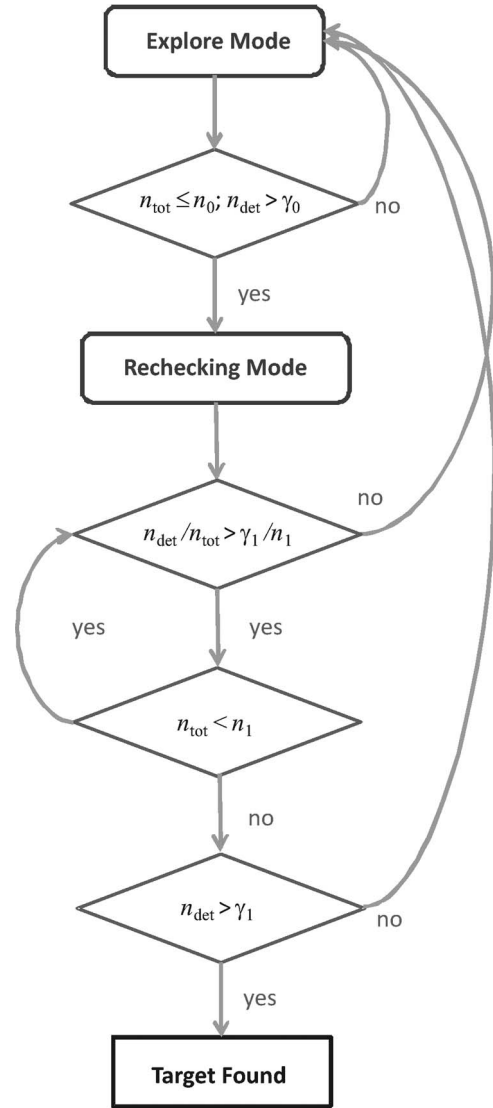 Explore Mode
n_tot ≤ n_0; n_det > γ_0
no
yes
Rechecking Mode
no
n_det/n_tot > γ_1/n_1
yes
yes
n_tot < n_1
no
n_det > γ_1
no
yes
Target Found